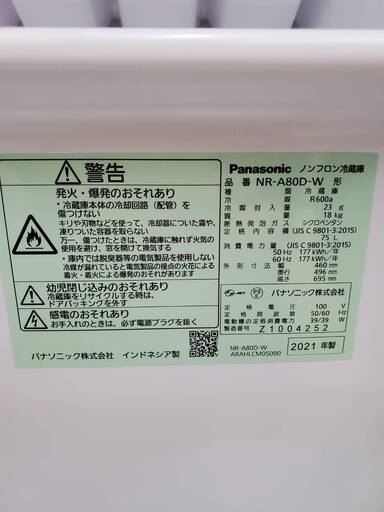 警告
発火・爆発のおそれあり
・冷蔵庫本体の冷却回路(配管)を
傷つけない
キリや刃物などを使って、冷却器についた霜や、
凍りついたものを取らない
万一、傷ついたときは、冷蔵庫に触れず火気の
使用を避け、窓を開けて換気する
・庫内では脱臭器等の電気製品を使用しない
冷媒が漏れていると電気製品の接点の火花による
着火・爆発のおそれあり
幼児閉じ込みのおそれあり
冷蔵庫をリサイクルする時は、
ドアパッキングを外す
感電のおそれあり
お手入れのときは、必ず電源プラグを抜く
パナソニック株式会社 インドネシア製
Panasonic ノンフロン冷蔵庫
品番 NR-A80D-W 形
種類 冷蔵庫
冷媒 R600a
冷媒封入量 23 g
質量 18 kg
断熱発泡ガス シクロペンタン
定格内容積 (JIS C 9801-3:2015)
75 L
消費電力量 (JIS C 9801-3:2015)
50 Hz 177 kWh/年
60 Hz 177 kWh/年
外形寸法 幅 460 mm
奥行 496 mm
高さ 695 mm
パナソニック株式会社
定格電圧 100 V
定格周波数 50/60 Hz
電動機の定格消費電力 39/39 W
製造番号 Z1004252
NR-A80D-W
ARAHLCM05090
2021 年製